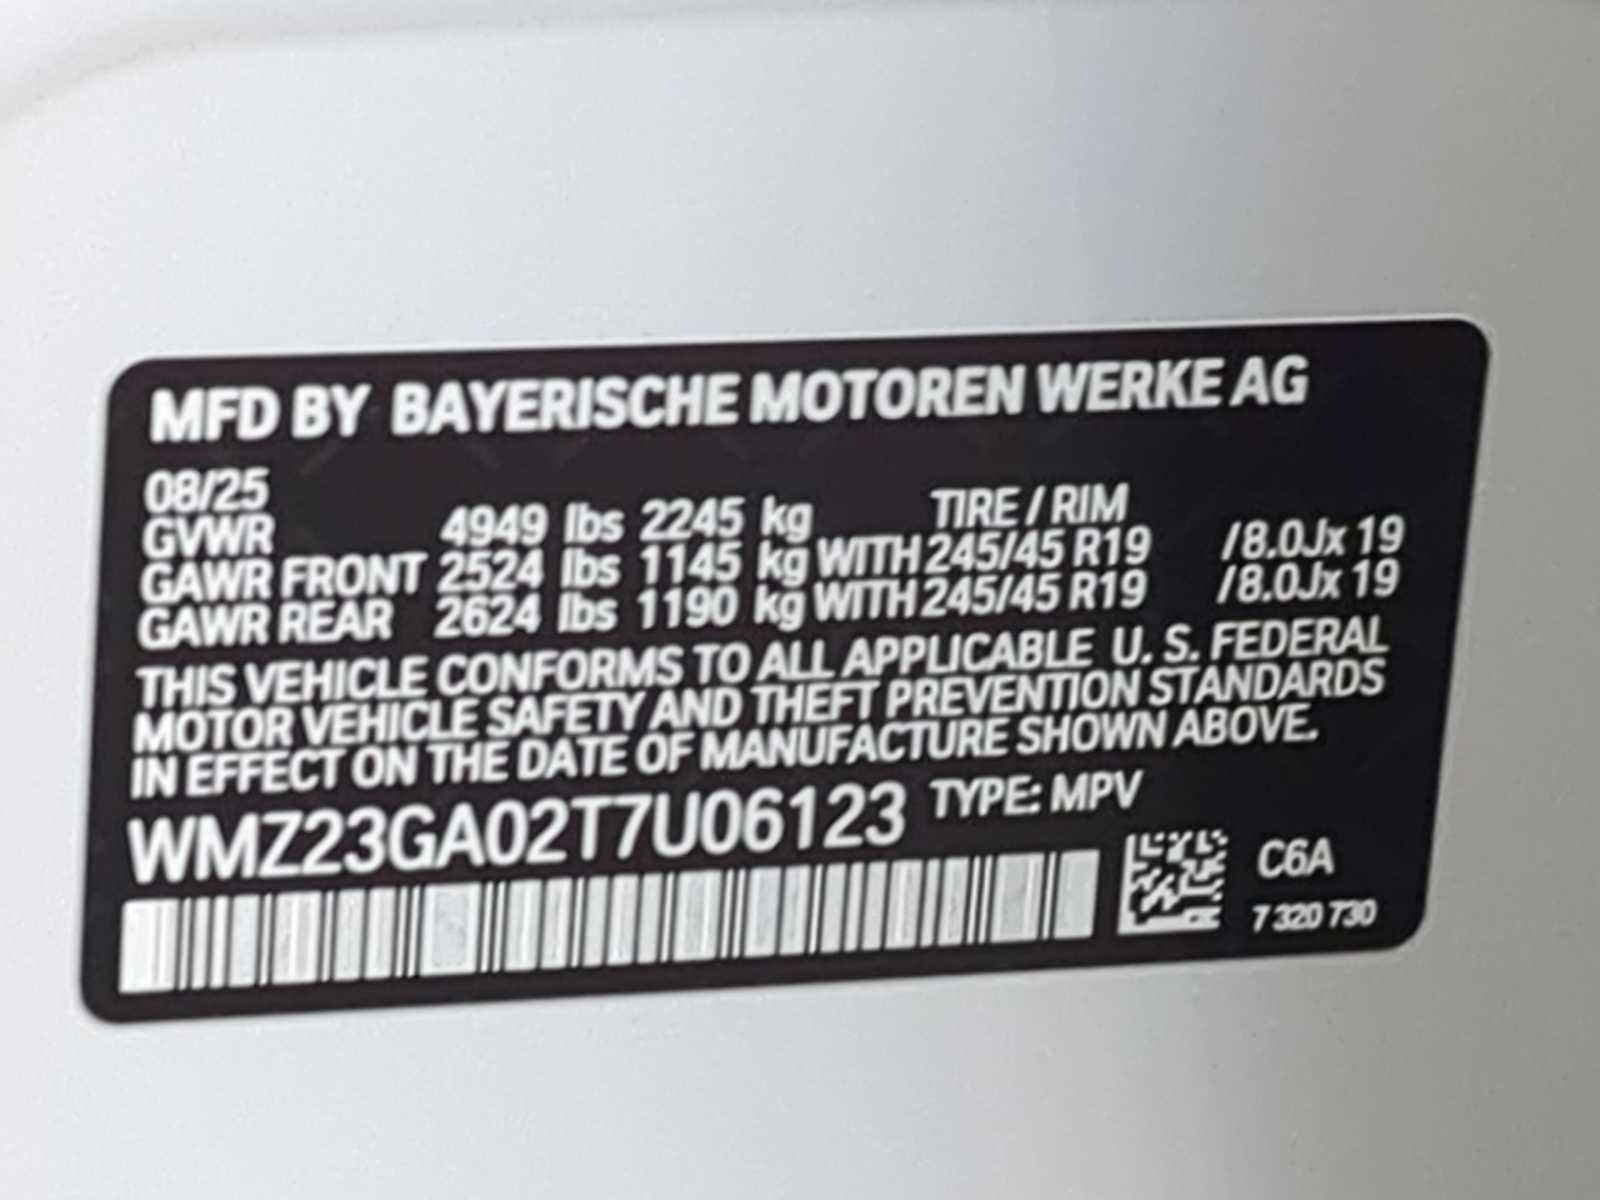 MFD BY BAYERISCHE MOTOREN WERKE AG
08/25
GVWR 4949 lbs 2245 kg TIRE / RIM
GAWR FRONT 2524 lbs 1145 kg WITH 245/45 R19 /8.0Jx 19
GAWR REAR 2624 lbs 1190 kg WITH 245/45 R19 /8.0Jx 19
THIS VEHICLE CONFORMS TO ALL APPLICABLE U. S. FEDERAL
MOTOR VEHICLE SAFETY AND THEFT PREVENTION STANDARDS
IN EFFECT ON THE DATE OF MANUFACTURE SHOWN ABOVE.
WMZ23GA02T7U06123 TYPE: MPV
C6A
7 320 730